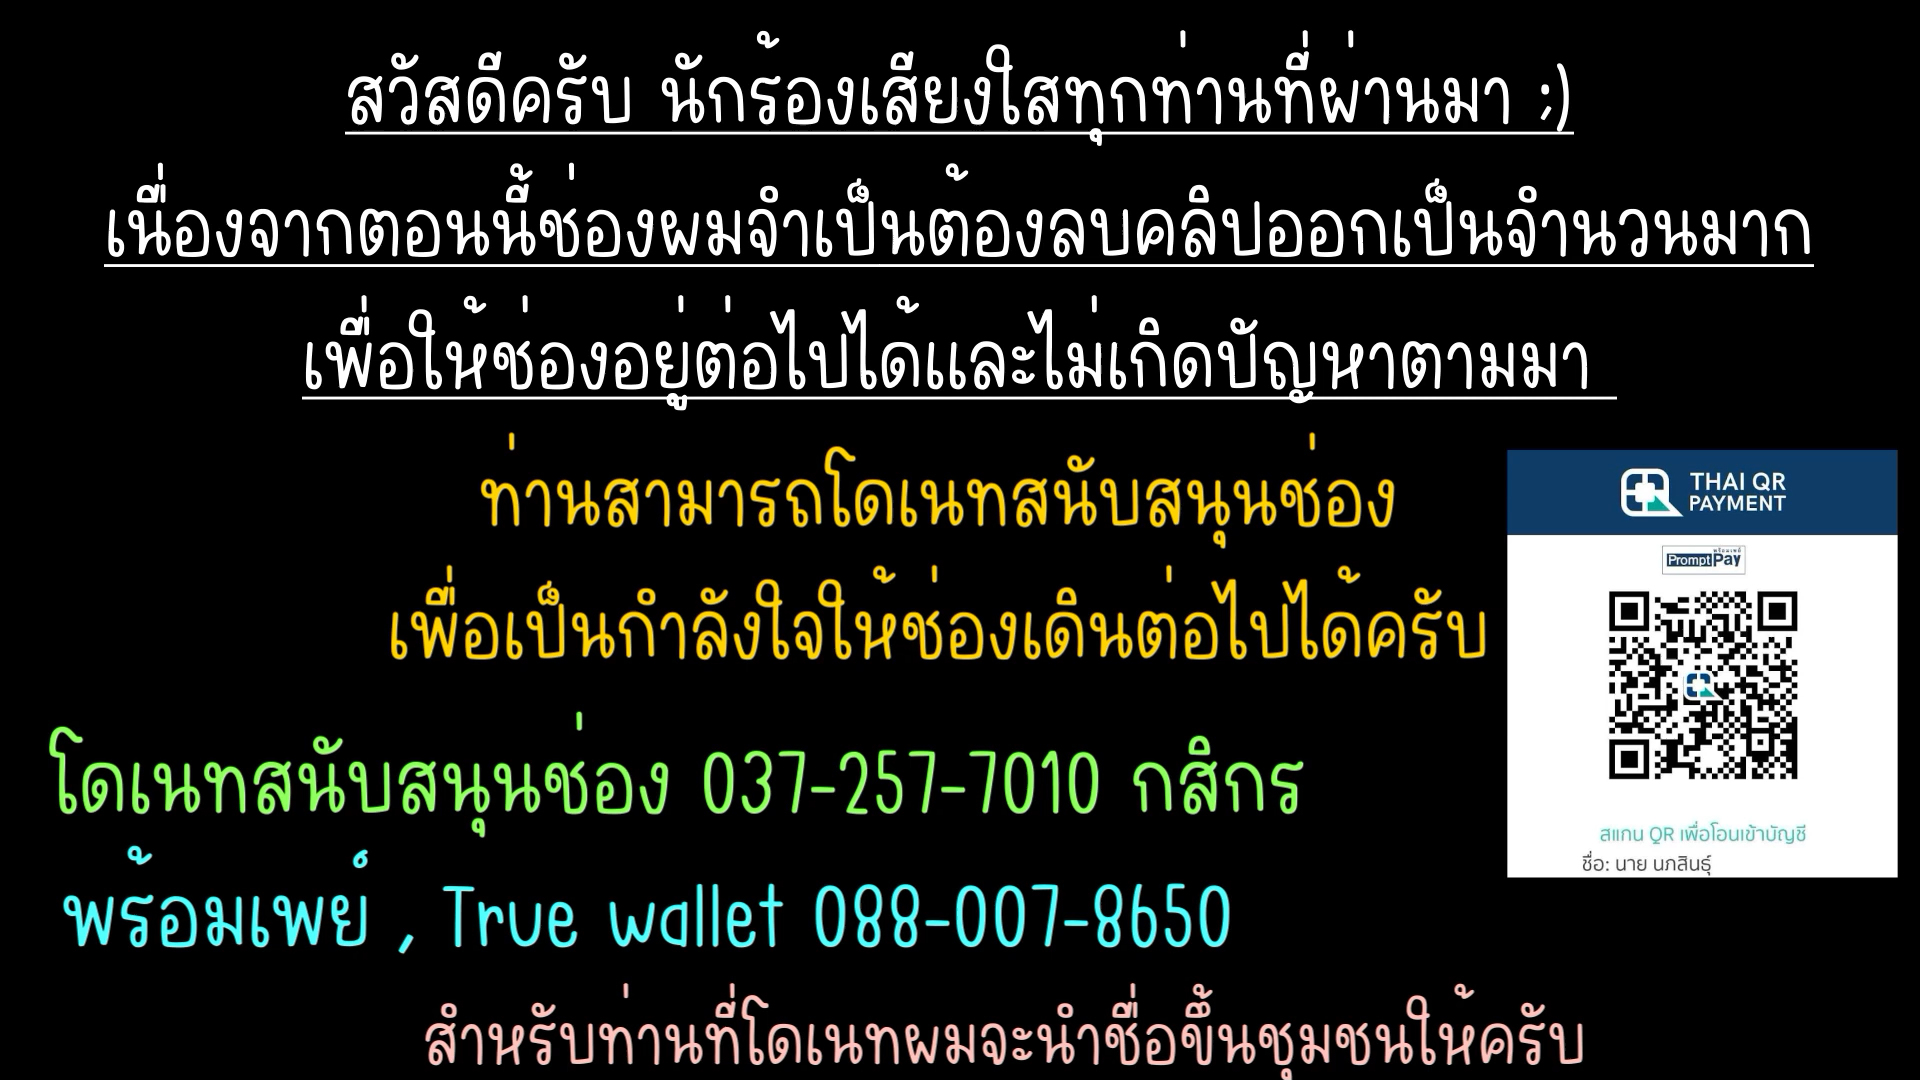 สวัสดีครับ นักร้องเสียงใสทุกท่านที่ผ่านมา ;)
เนื่องจากตอนนี้ช่องผมจำเป็นต้องลบคลิปออกเป็นจำนวนมาก
เพื่อให้ช่องอยู่ต่อไปได้และไม่เกิดปัญหาตามมา
ท่านสามารถโดเนทสนับสนุนช่อง
เพื่อเป็นกำลังใจให้ช่องเดินต่อไปได้ครับ
THAI QR
PAYMENT
พร้อมเพย์
PromptPay
สแกน QR เพื่อโอนเข้าบัญชี
ชื่อ: นาย นภสินธุ์
โดเนทสนับสนุนช่อง 037-257-7010 กสิกร
พร้อมเพย์ , True wallet 088-007-8650
สำหรับท่านที่โดเนทผมจะนำชื่อขึ้นชุมชนให้ครับ